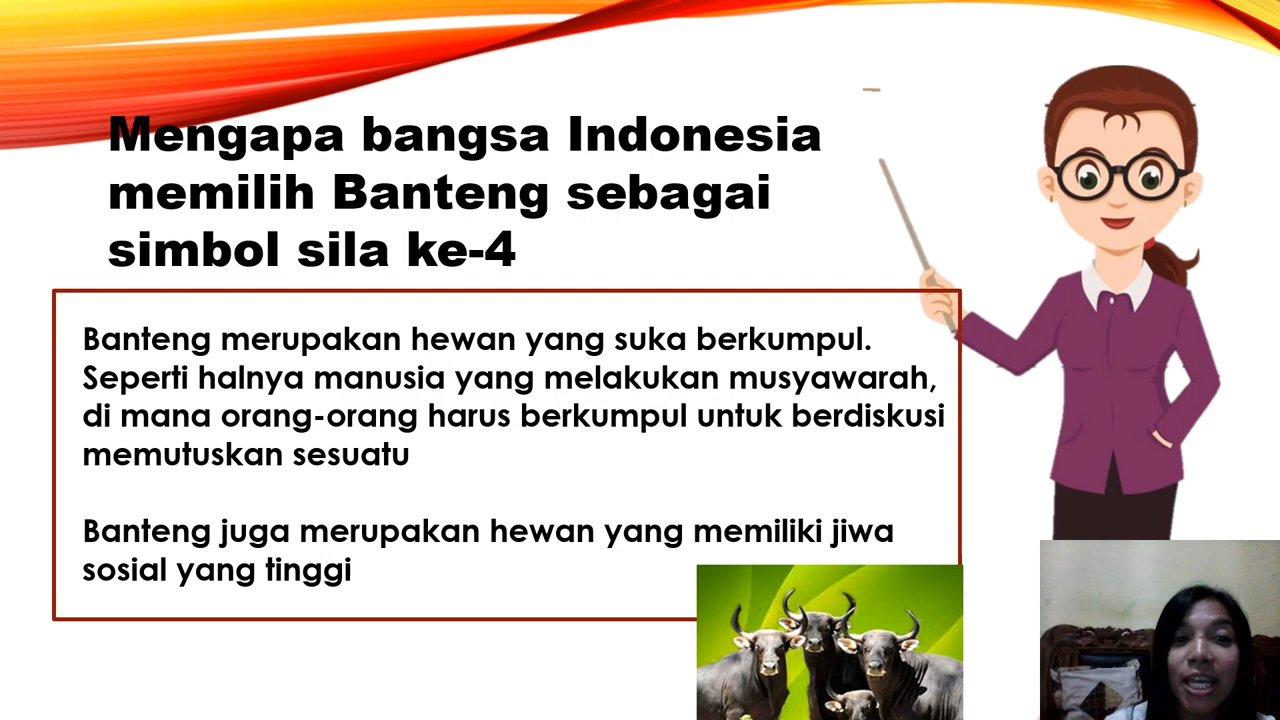 Mengapa bangsa Indonesia
memilih Banteng sebagai
simbol sila ke-4
Banteng merupakan hewan yang suka berkumpul.
Seperti halnya manusia yang melakukan musyawarah,
di mana orang-orang harus berkumpul untuk berdiskusi
memutuskan sesuatu
Banteng juga merupakan hewan yang memiliki jiwa
sosial yang tinggi